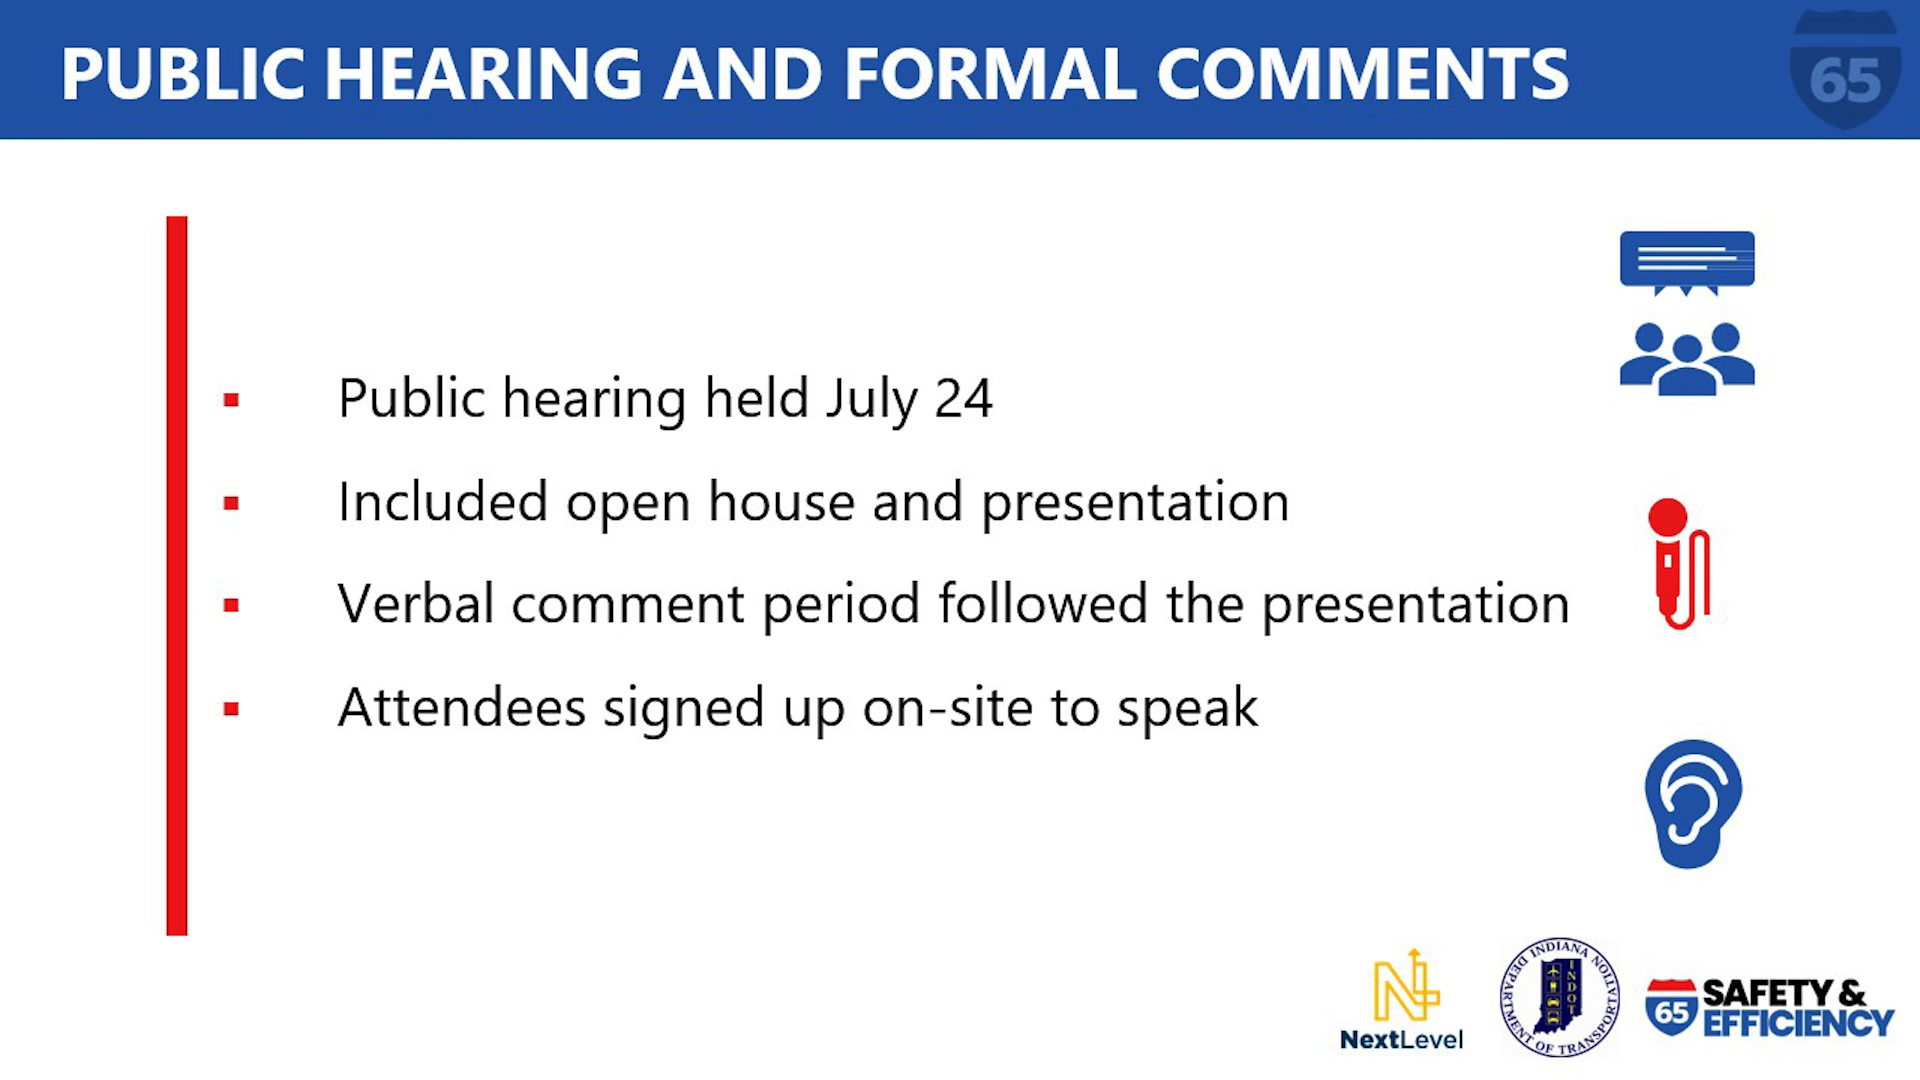 PUBLIC HEARING AND FORMAL COMMENTS
65
Public hearing held July 24
Included open house and presentation
Verbal comment period followed the presentation
Attendees signed up on-site to speak
NextLevel
INDIANA DEPARTMENT OF TRANSPORTATION
INDOT
65
SAFETY &
EFFICIENCY